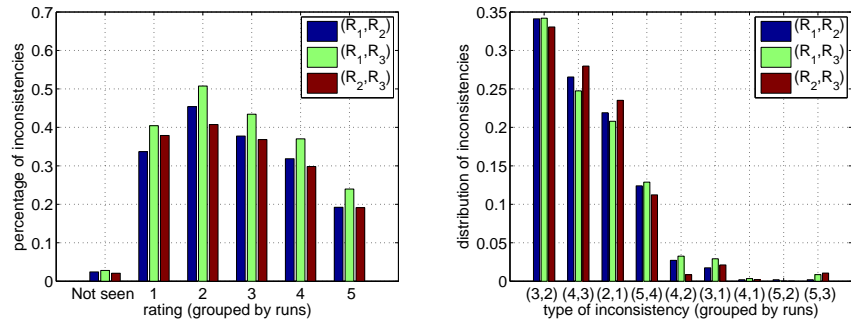 0.7
0.6
0.5
0.4
0.3
0.2
0.1
0
percentage of inconsistencies
Not seen 1 2 3 4 5
rating (grouped by runs)
(R1,R2)
(R1,R3)
(R2,R3)
0.35
0.3
0.25
0.2
0.15
0.1
0.05
0
distribution of inconsistencies
(3,2) (4,3) (2,1) (5,4) (4,2) (3,1) (4,1) (5,2) (5,3)
type of inconsistency (grouped by runs)
(R1,R2)
(R1,R3)
(R2,R3)